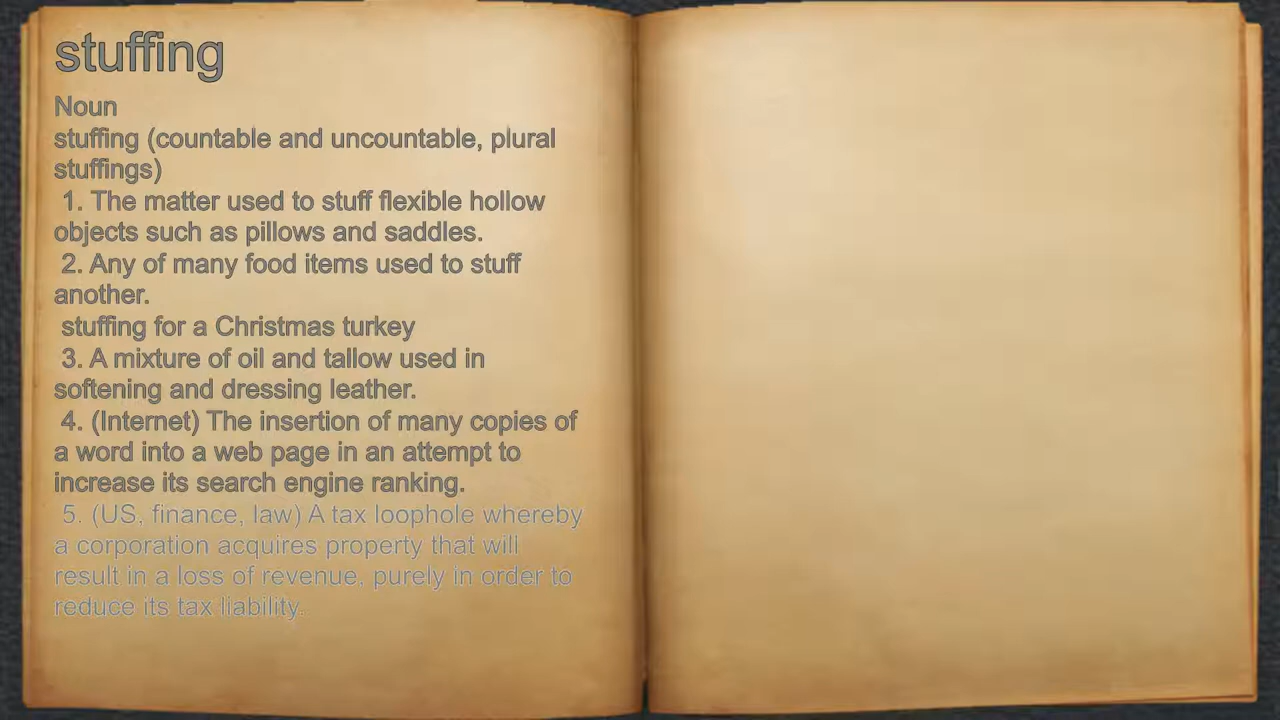 stuffing
Noun
stuffing (countable and uncountable, plural
stuffings)
1. The matter used to stuff flexible hollow
objects such as pillows and saddles.
2. Any of many food items used to stuff
another.
stuffing for a Christmas turkey
3. A mixture of oil and tallow used in
softening and dressing leather.
4. (Internet) The insertion of many copies of
a word into a web page in an attempt to
increase its search engine ranking.
5. (US, finance, law) A tax loophole whereby
a corporation acquires property that will
result in a loss of revenue, purely in order to
reduce its tax liability.